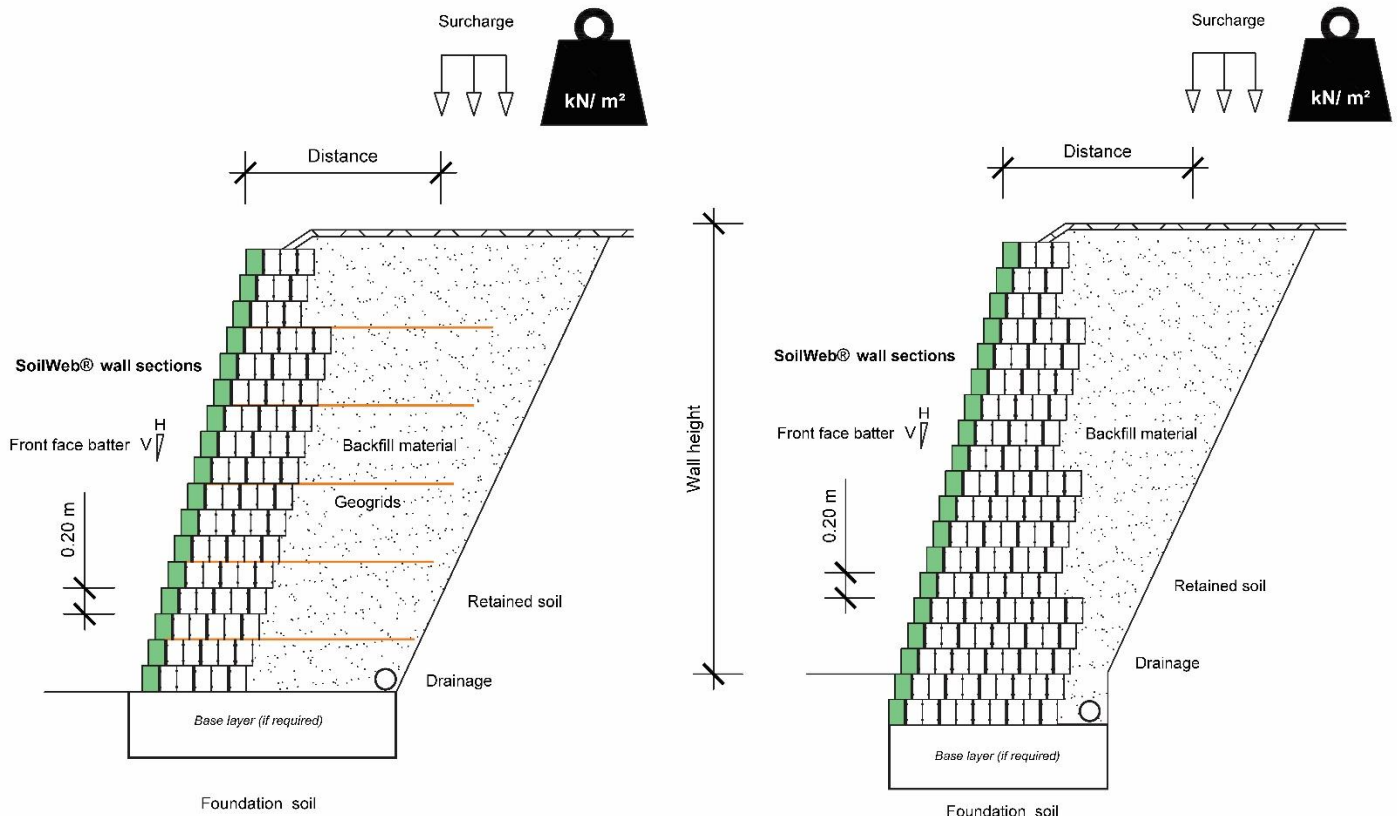 Surcharge
kN/ m²
Distance
SoilWeb® wall sections
H
Front face batter V
Backfill material
Geogrids
0.20 m
Retained soil
Drainage
Base layer (if required)
Foundation soil
Surcharge
kN/ m²
Distance
Wall height
SoilWeb® wall sections
H
Front face batter V
Backfill material
0.20 m
Retained soil
Drainage
Base layer (if required)
Foundation soil